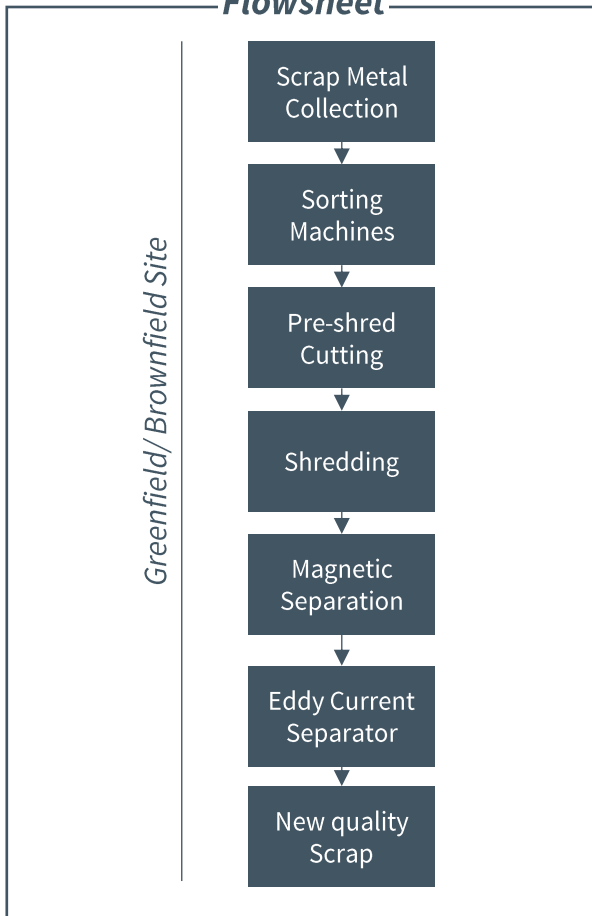 Flowsheet
Scrap Metal
Collection
Sorting
Machines
Pre-shred
Cutting
Shredding
Magnetic
Separation
Eddy Current
Separator
New quality
Scrap
Greenfield/ Brownfield Site